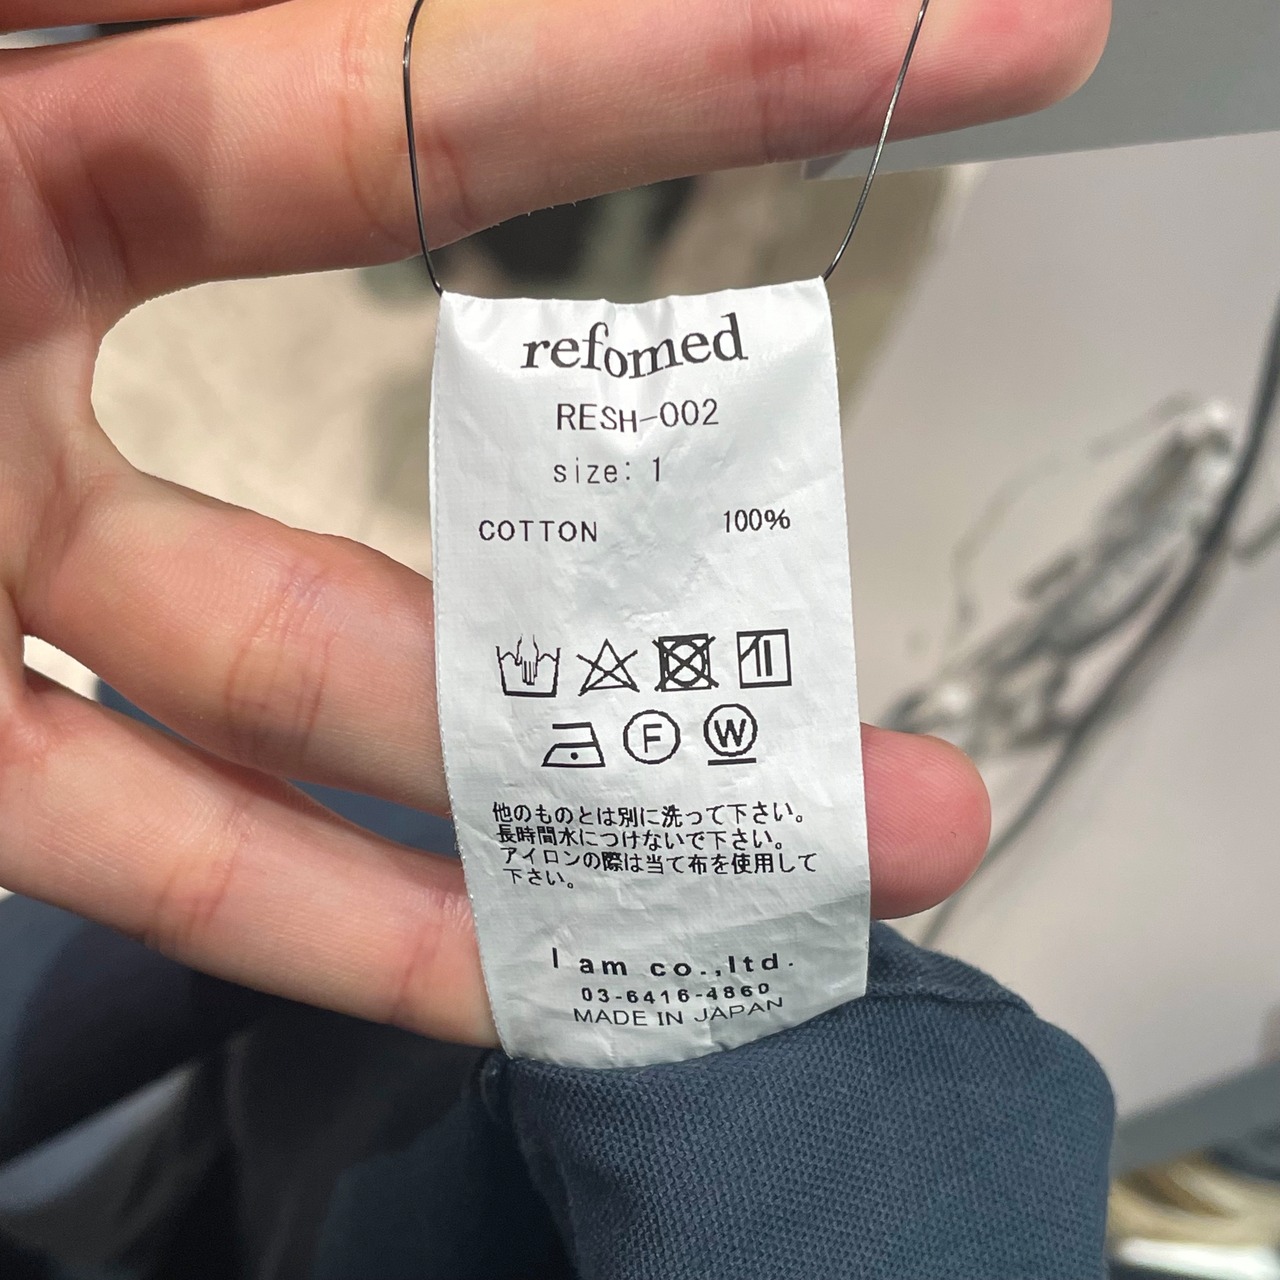 refomed
RESH-002
size: 1
COTTON 100%
F W
他のものとは別に洗って下さい。
長時間水につけないで下さい。
アイロンの際は当て布を使用して
下さい。
I am co.,ltd.
03-6416-4860
MADE IN JAPAN